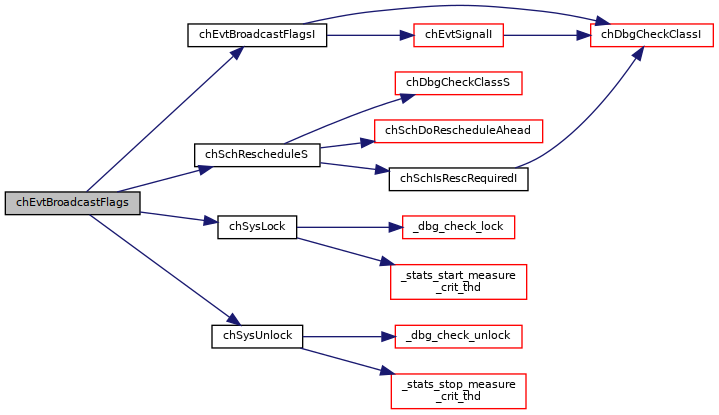 chEvtBroadcastFlagsI
chEvtSignalI
chDbgCheckClassI
chDbgCheckClassS
chSchDoRescheduleAhead
chSchRescheduleS
chSchIsRescRequiredI
chEvtBroadcastFlags
chSysLock
_dbg_check_lock
_stats_start_measure
_crit_thd
chSysUnlock
_dbg_check_unlock
_stats_stop_measure
_crit_thd